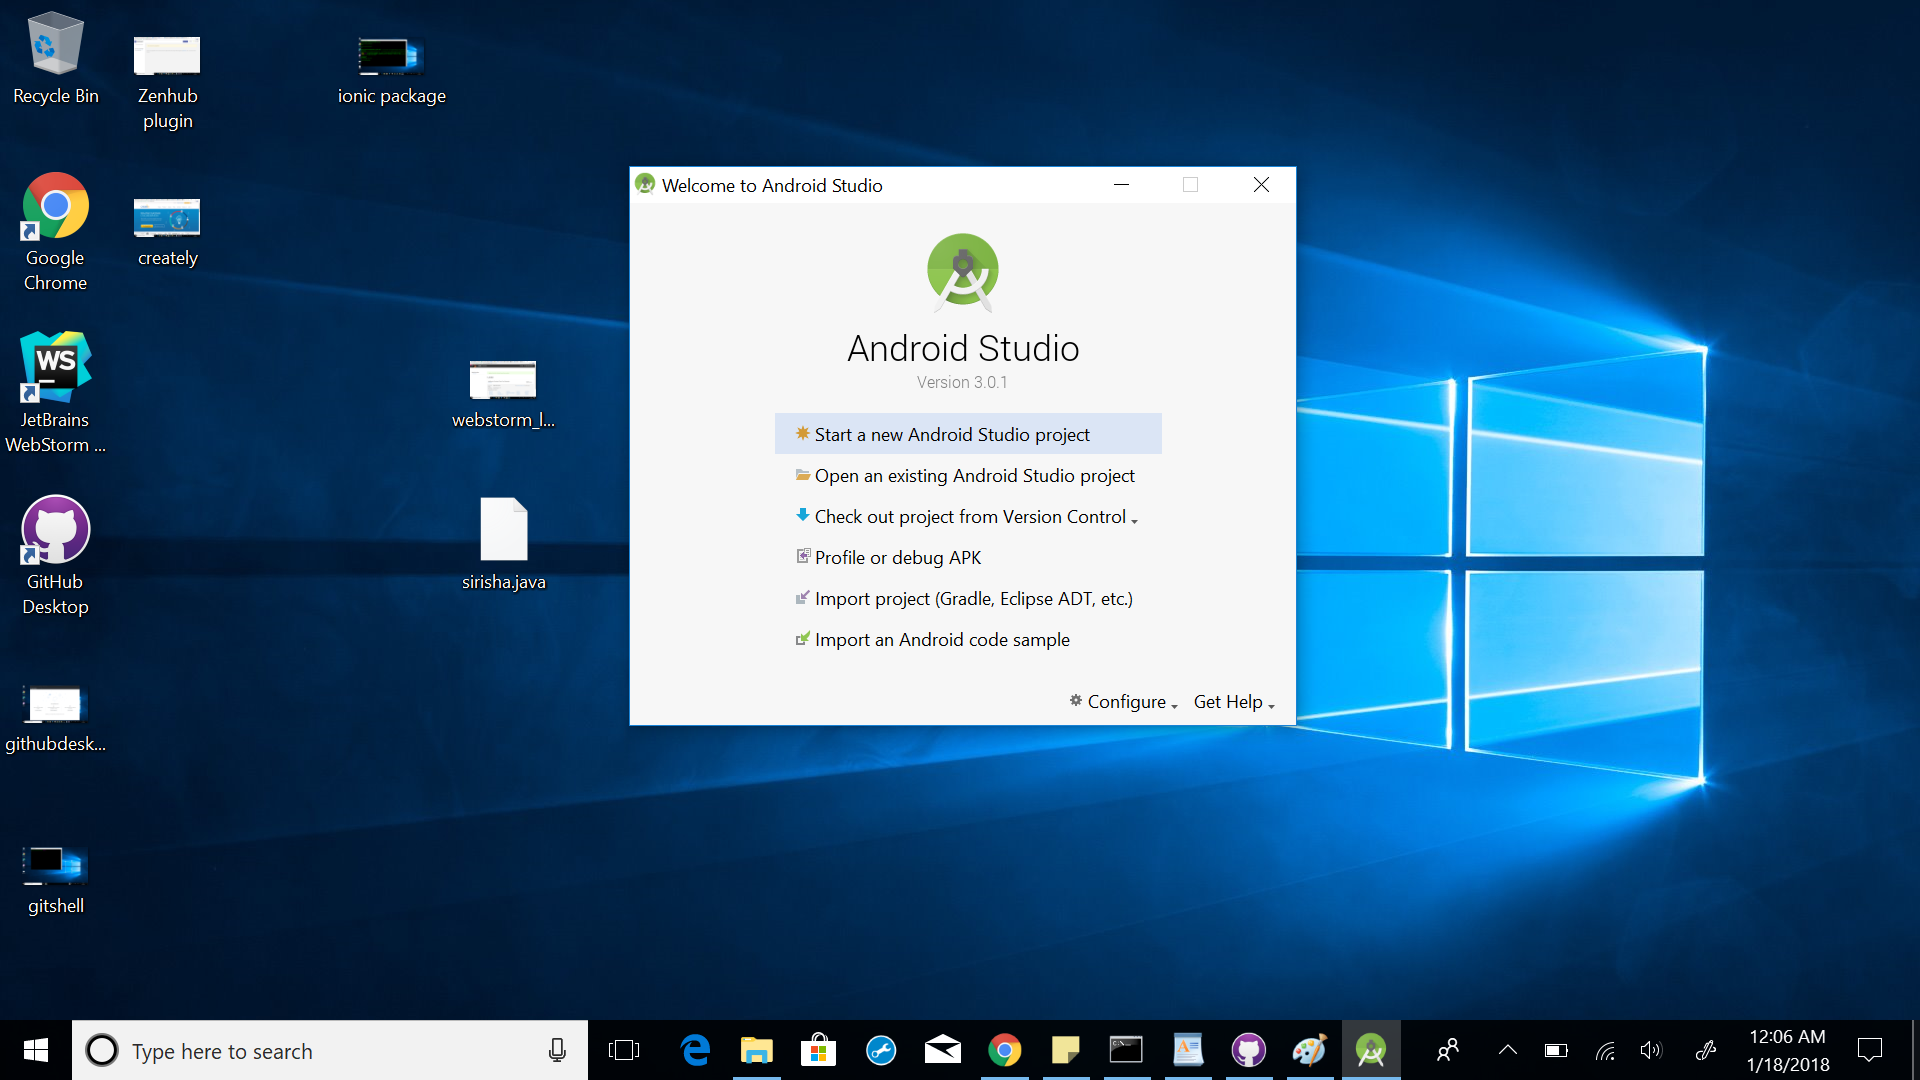 Recycle Bin
Zenhub
plugin
ionic package
Google
Chrome
creately
WS
JetBrains
WebStorm ...
webstorm_l...
GitHub
Desktop
sirisha.java
githubdesk...
gitshell
Welcome to Android Studio
Android Studio
Version 3.0.1
Start a new Android Studio project
Open an existing Android Studio project
Check out project from Version Control
Profile or debug APK
Import project (Gradle, Eclipse ADT, etc.)
Import an Android code sample
Configure
Get Help
Type here to search
12:06 AM
1/18/2018